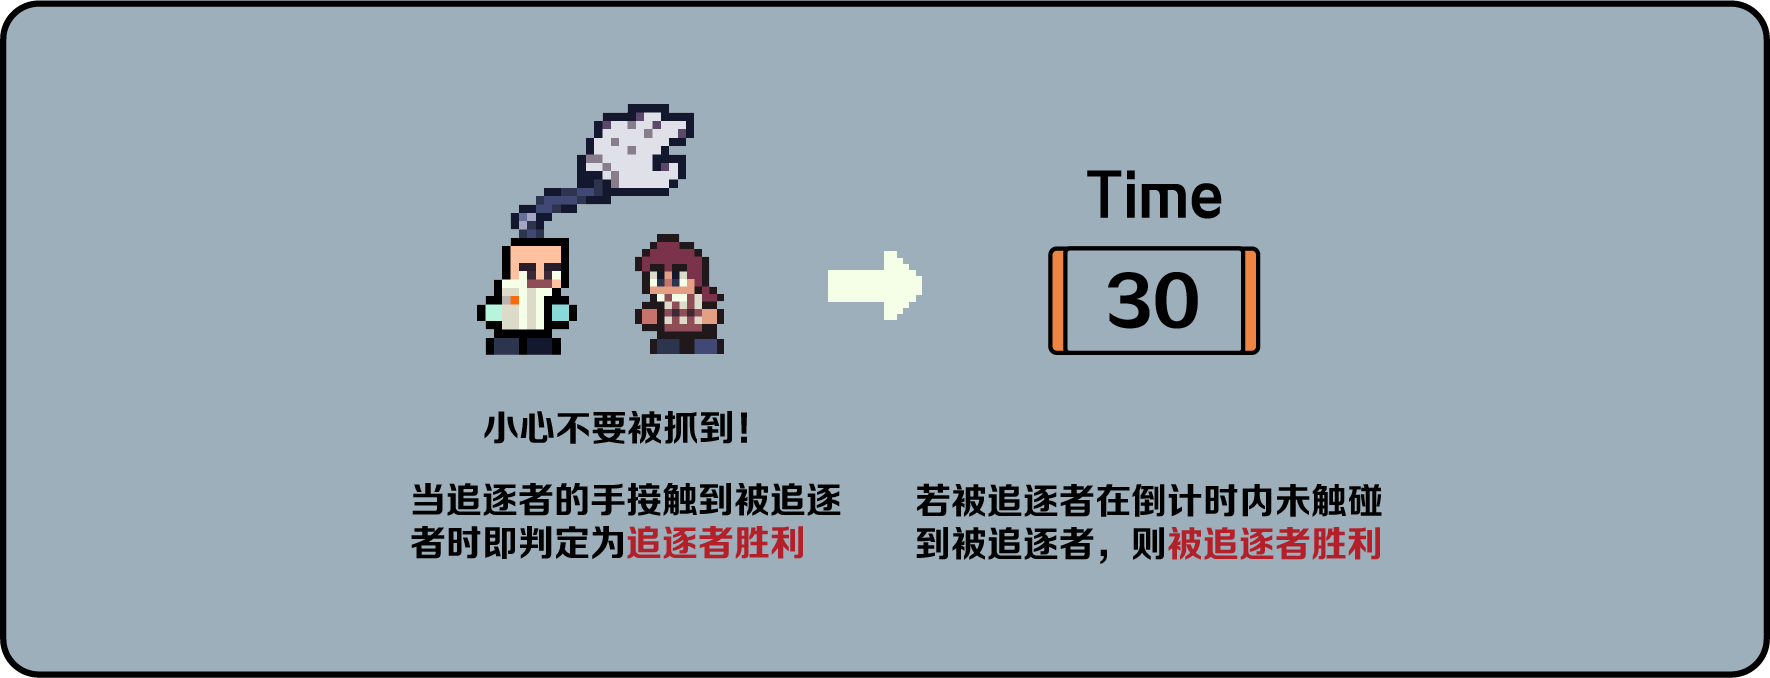 小心不要被抓到！
当追逐者的手接触到被追逐
者时即判定为追逐者胜利
Time
30
若被追逐者在倒计时内未触碰
到被追逐者，则被追逐者胜利